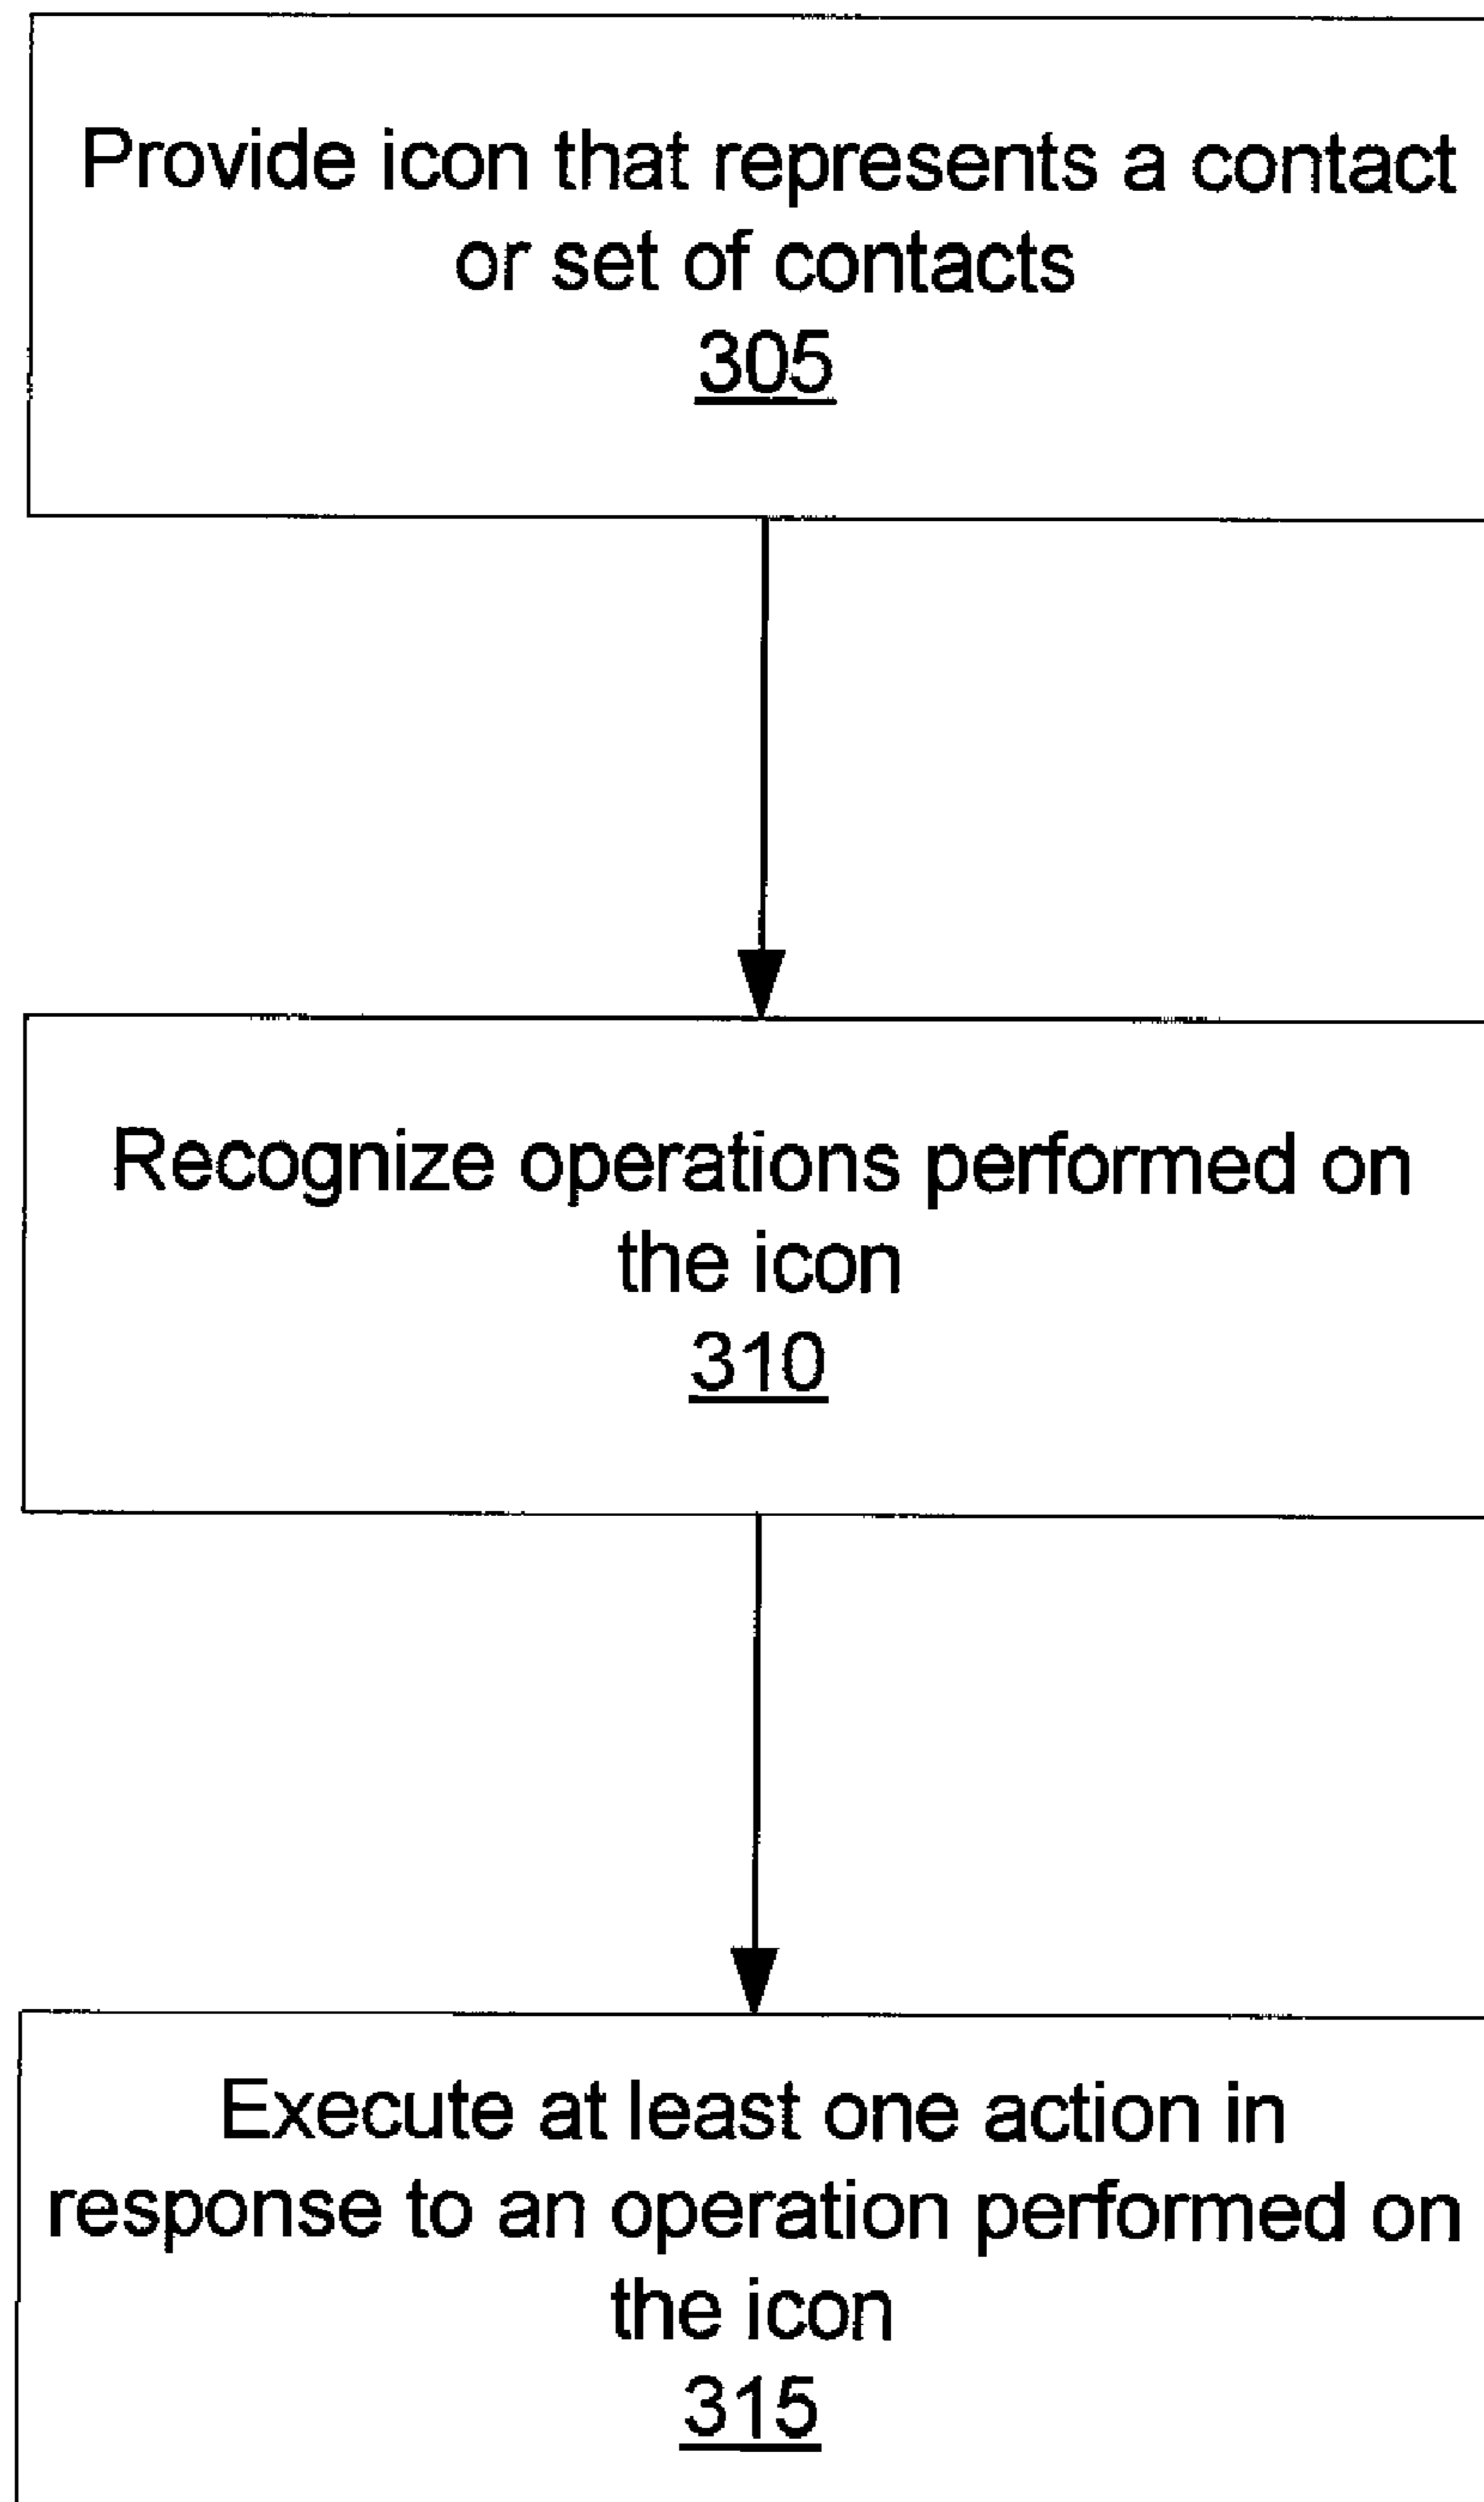 Provide icon that represents a contact
or set of contacts
305
Recognize operations performed on
the icon
310
Execute at least one action in
response to an operation performed on
the icon
315